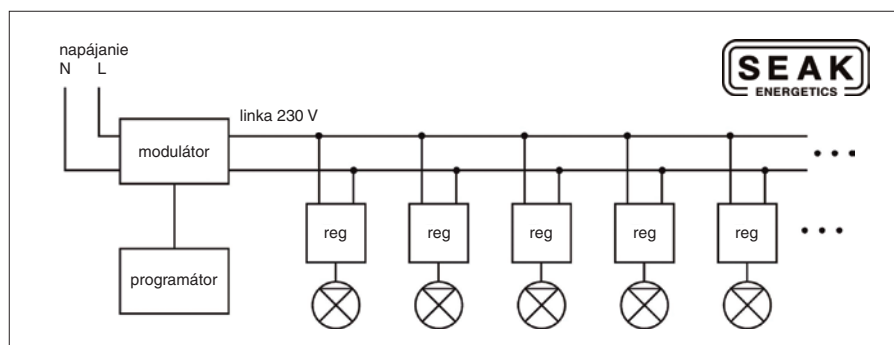 napájanie
N L
SEAK
ENERGETICS
linka 230 V
modulátor
reg reg reg reg reg
programátor